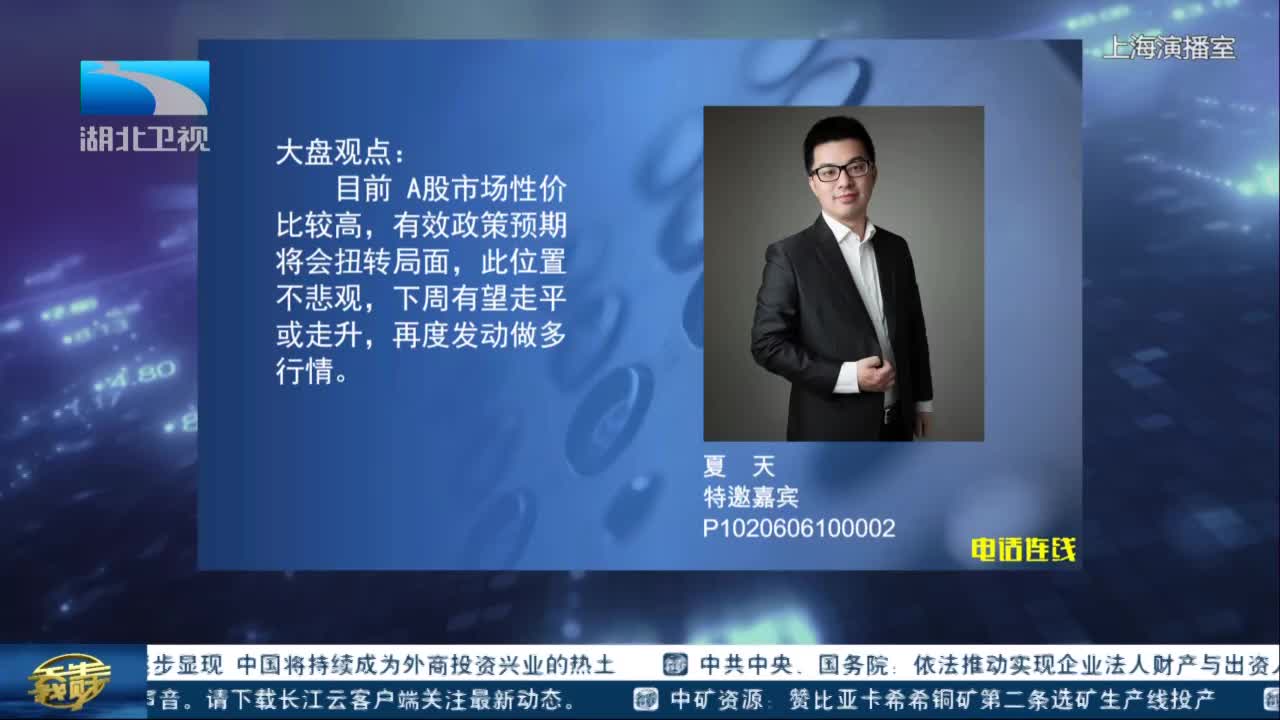 上海演播室
湖北卫视
大盘观点：
目前 A股市场性价
比较高，有效政策预期
将会扭转局面，此位置
不悲观，下周有望走平
或走升，再度发动做多
行情。
夏 天
特邀嘉宾
P1020606100002
电话连线
步显现 中国将持续成为外商投资兴业的热土 中共中央、国务院：依法推动实现企业法人财产与出资
声音。请下载长江云客户端关注最新动态。 中矿资源：赞比亚卡希希铜矿第二条选矿生产线投产